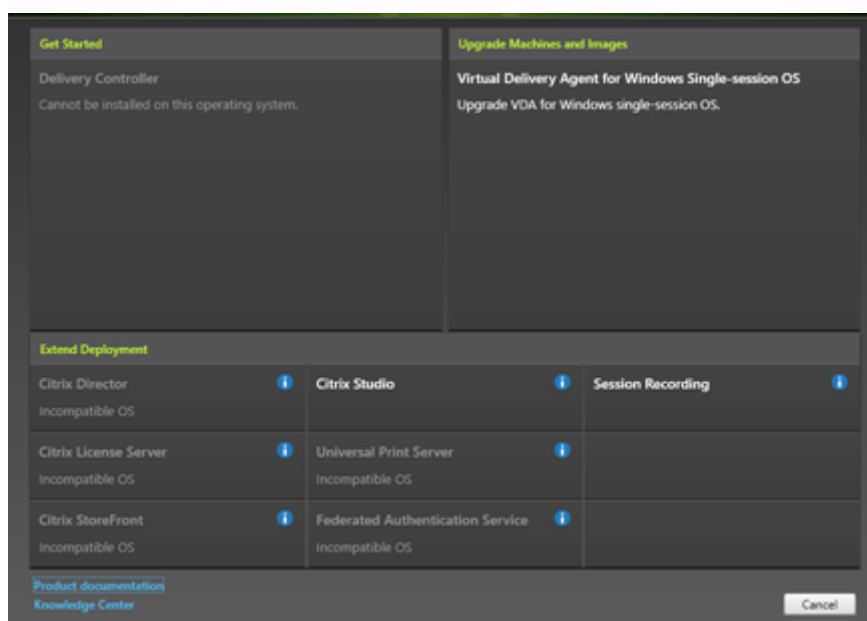 Get Started
Upgrade Machines and Images
Delivery Controller
Cannot be installed on this operating system.
Virtual Delivery Agent for Windows Single-session OS
Upgrade VDA for Windows single-session OS.
Extend Deployment
Citrix Director
Incompatible OS
Citrix Studio
Session Recording
Citrix License Server
Incompatible OS
Universal Print Server
Incompatible OS
Citrix StoreFront
Incompatible OS
Federated Authentication Service
Incompatible OS
Product documentation
Knowledge Center
Cancel